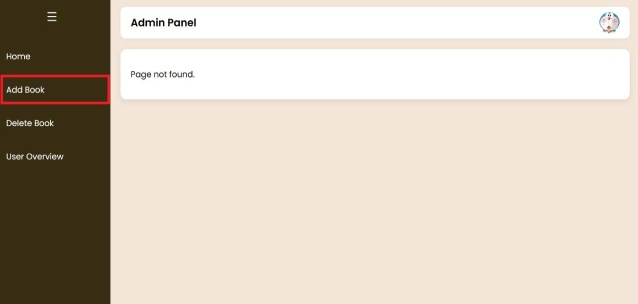 Admin Panel
Home
Add Book
Delete Book
User Overview
Page not found.